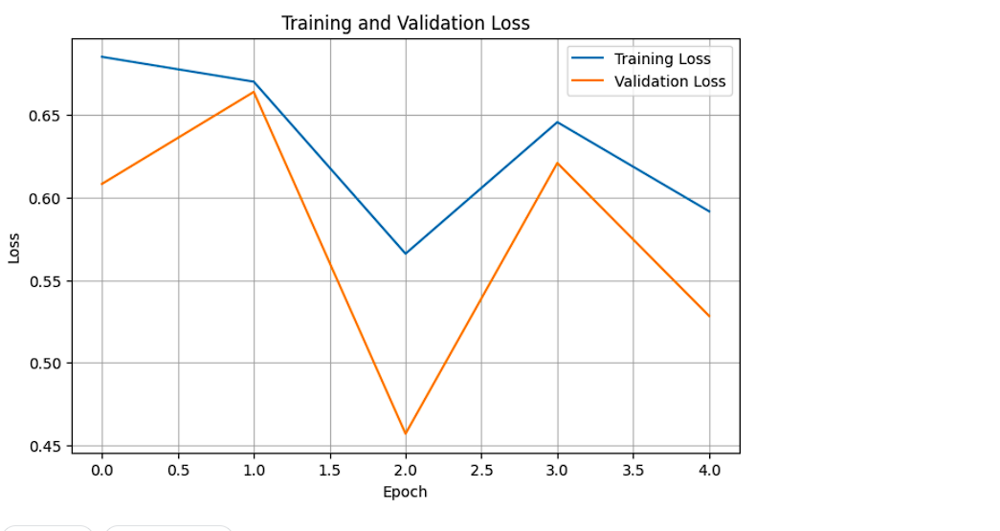 Training and Validation Loss
Training Loss
Validation Loss
0.65
0.60
0.55
0.50
0.45
Loss
0.0 0.5 1.0 1.5 2.0 2.5 3.0 3.5 4.0
Epoch